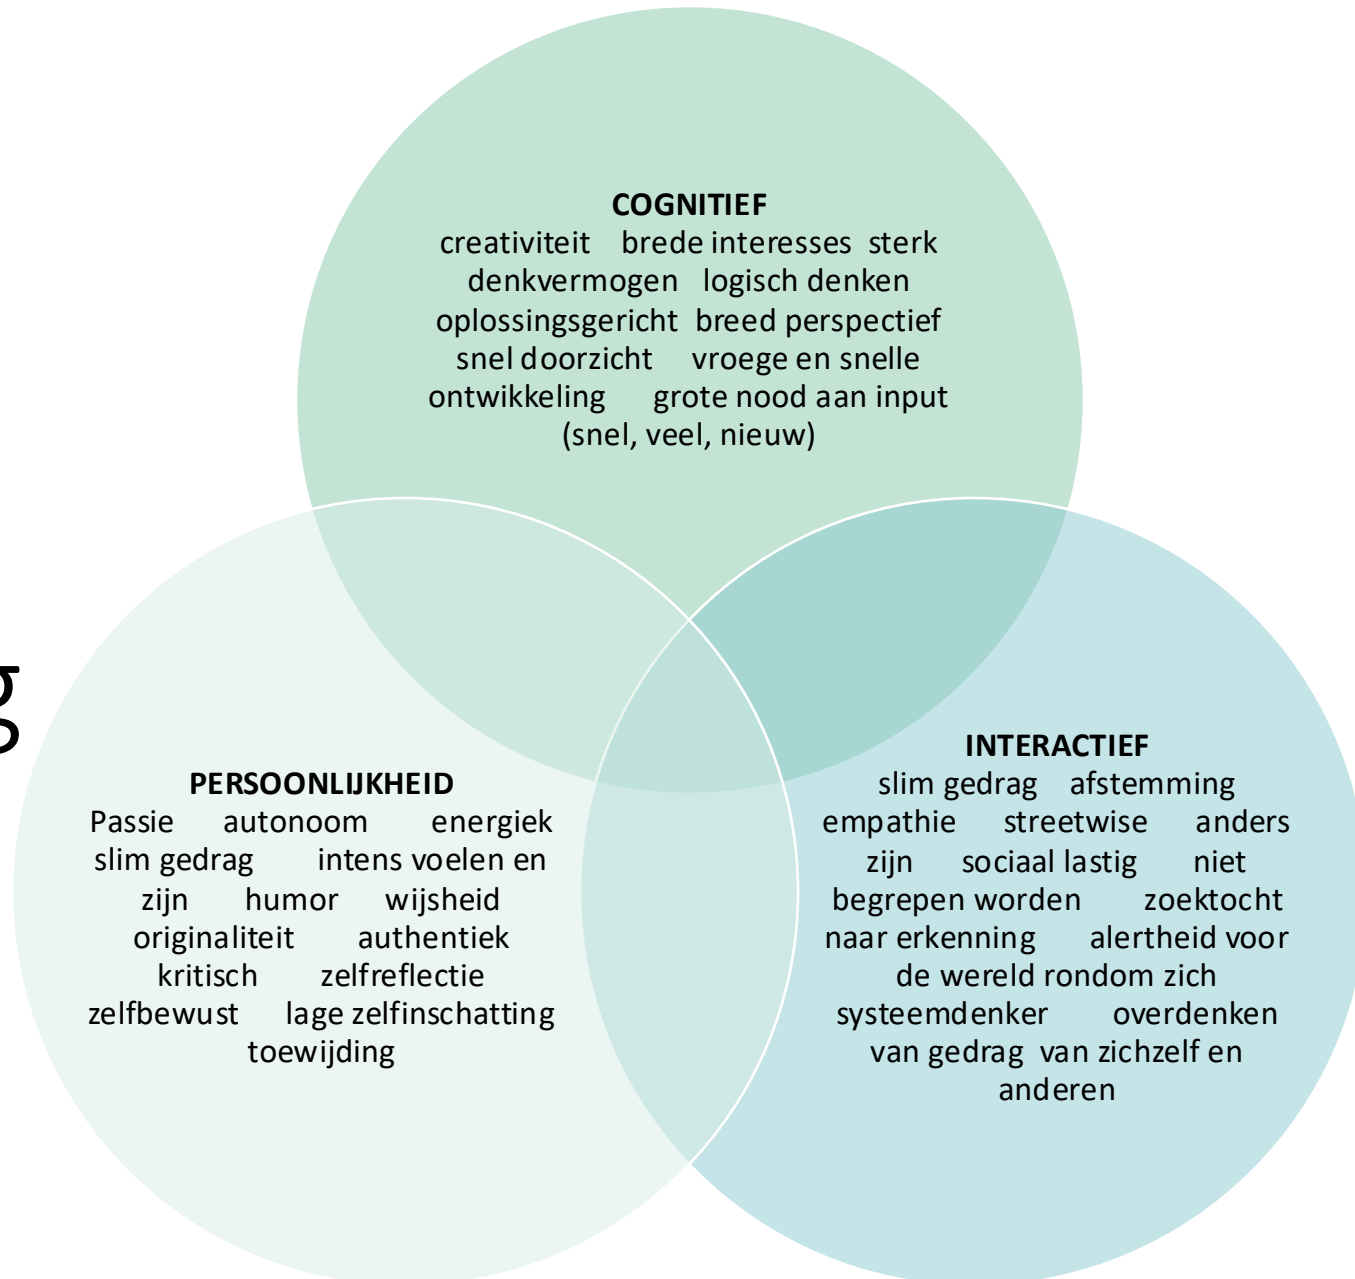 COGNITIEF
creativiteit brede interesses sterk
denkvermogen logisch denken
oplossingsgericht breed perspectief
snel doorzicht vroege en snelle
ontwikkeling grote nood aan input
(snel, veel, nieuw)
g
PERSOONLIJKHEID
Passie autonoom energiek
slim gedrag intens voelen en
zijn humor wijsheid
originaliteit authentiek
kritisch zelfreflectie
zelfbewust lage zelfinschatting
toewijding
INTERACTIEF
slim gedrag afstemming
empathie streetwise anders
zijn sociaal lastig niet
begrepen worden zoektocht
naar erkenning alertheid voor
de wereld rondom zich
systeemdenker overdenken
van gedrag van zichzelf en
anderen